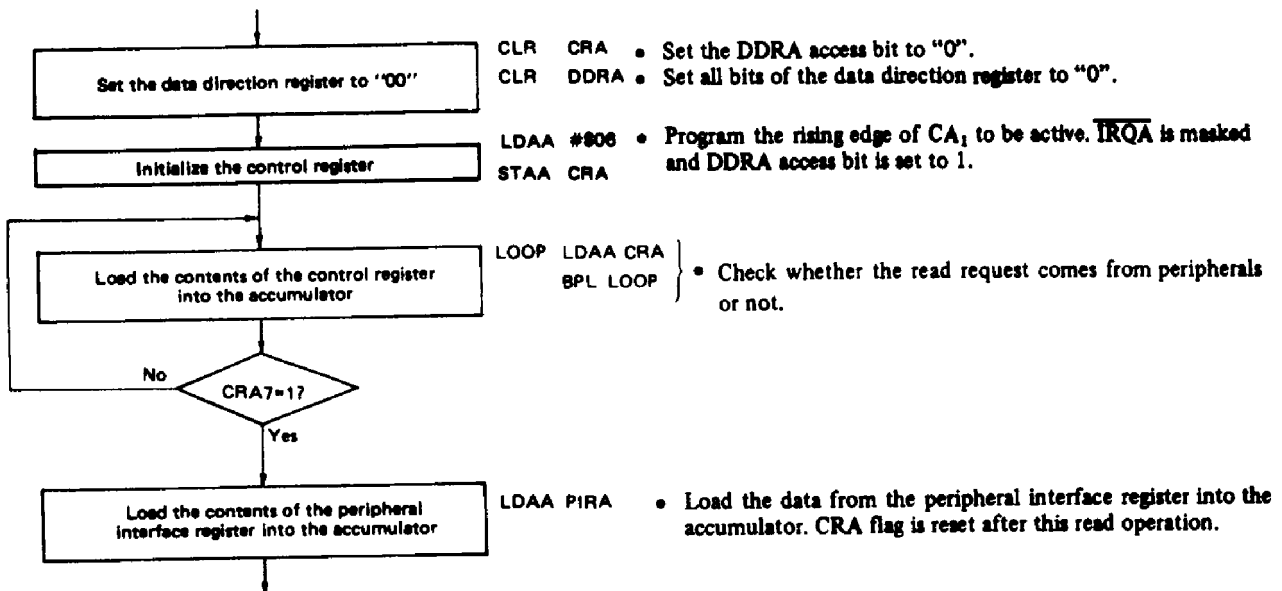 Set the data direction register to "00"
CLR CRA • Set the DDRA access bit to "0".
CLR DDRA • Set all bits of the data direction register to "0".
Initialize the control register
LDAA #$06 • Program the rising edge of CA1 to be active. IRQA is masked
and DDRA access bit is set to 1.
STAA CRA
Load the contents of the control register
into the accumulator
LOOP LDAA CRA
BPL LOOP
• Check whether the read request comes from peripherals
or not.
No
CRA7=1?
Yes
Load the contents of the peripheral
interface register into the accumulator
LDAA PIRA • Load the data from the peripheral interface register into the
accumulator. CRA flag is reset after this read operation.